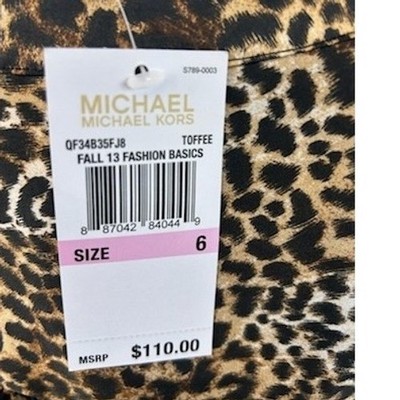 S789-0003
MICHAEL
MICHAEL KORS
QF34B35FJ8 TOFFEE
FALL 13 FASHION BASICS
8 87042 84044 9
SIZE 6
MSRP $110.00